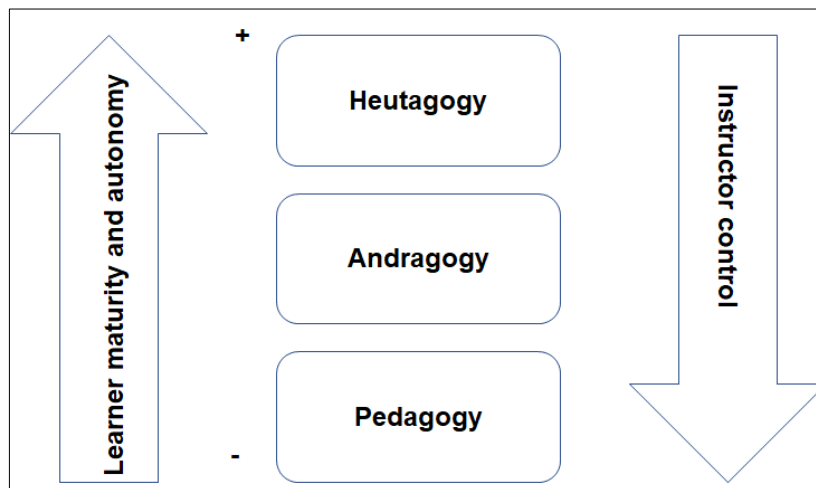 Learner maturity and autonomy
+
Heutagogy
Andragogy
Pedagogy
-
Instructor control